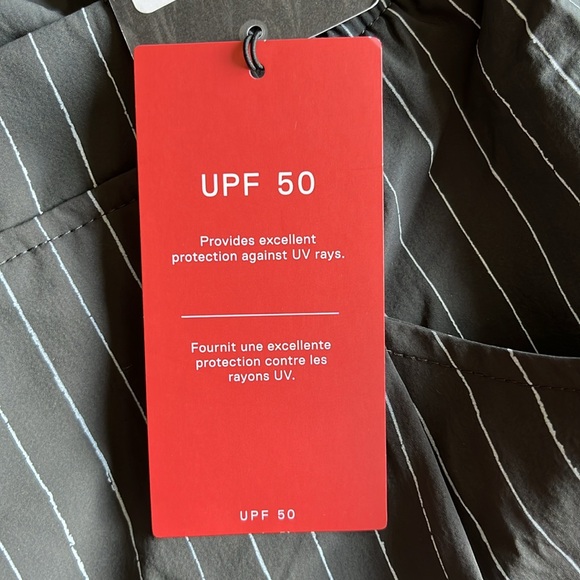 UPF 50
Provides excellent
protection against UV rays.
Fournit une excellente
protection contre les
rayons UV.
UPF 50